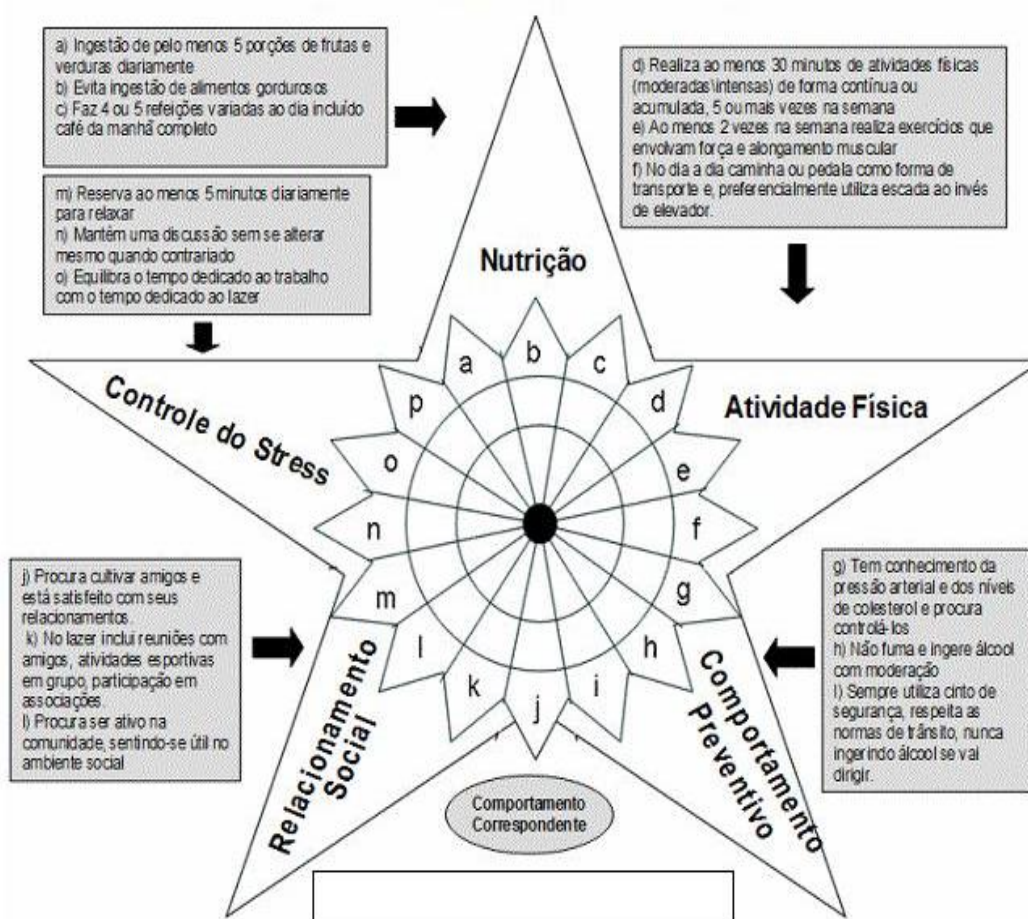 a) Ingestão de pelo menos 5 porções de frutas e
verduras diariamente
b) Evita ingestão de alimentos gordurosos
c) Faz 4 ou 5 refeições variadas ao dia incluído
café da manhã completo
d) Realiza ao menos 30 minutos de atividades físicas
(moderadas\intensas) de forma contínua ou
acumulada, 5 ou mais vezes na semana
e) Ao menos 2 vezes na semana realiza exercícios que
envolvam força e alongamento muscular
f) No dia a dia caminha ou pedala como forma de
transporte e, preferencialmente utiliza escada ao invés
de elevador.
m) Reserva ao menos 5 minutos diariamente
para relaxar
n) Mantém uma discussão sem se alterar
mesmo quando contrariado
o) Equilibra o tempo dedicado ao trabalho
com o tempo dedicado ao lazer
Nutrição
Controle do Stress
Atividade Física
a
b
c
d
e
f
g
h
i
j
k
l
m
n
o
p
j) Procura cultivar amigos e
está satisfeito com seus
relacionamentos.
k) No lazer inclui reuniões com
amigos, atividades esportivas
em grupo, participação em
associações.
l) Procura ser ativo na
comunidade, sentindo-se útil no
ambiente social
g) Tem conhecimento da
pressão arterial e dos níveis
de colesterol e procura
controlá-los
h) Não fuma e ingere álcool
com moderação
I) Sempre utiliza cinto de
segurança, respeita as
normas de trânsito, nunca
ingerindo álcool se vai
dirigir.
Relacionamento
Social
Comportamento
Preventivo
Comportamento
Correspondente